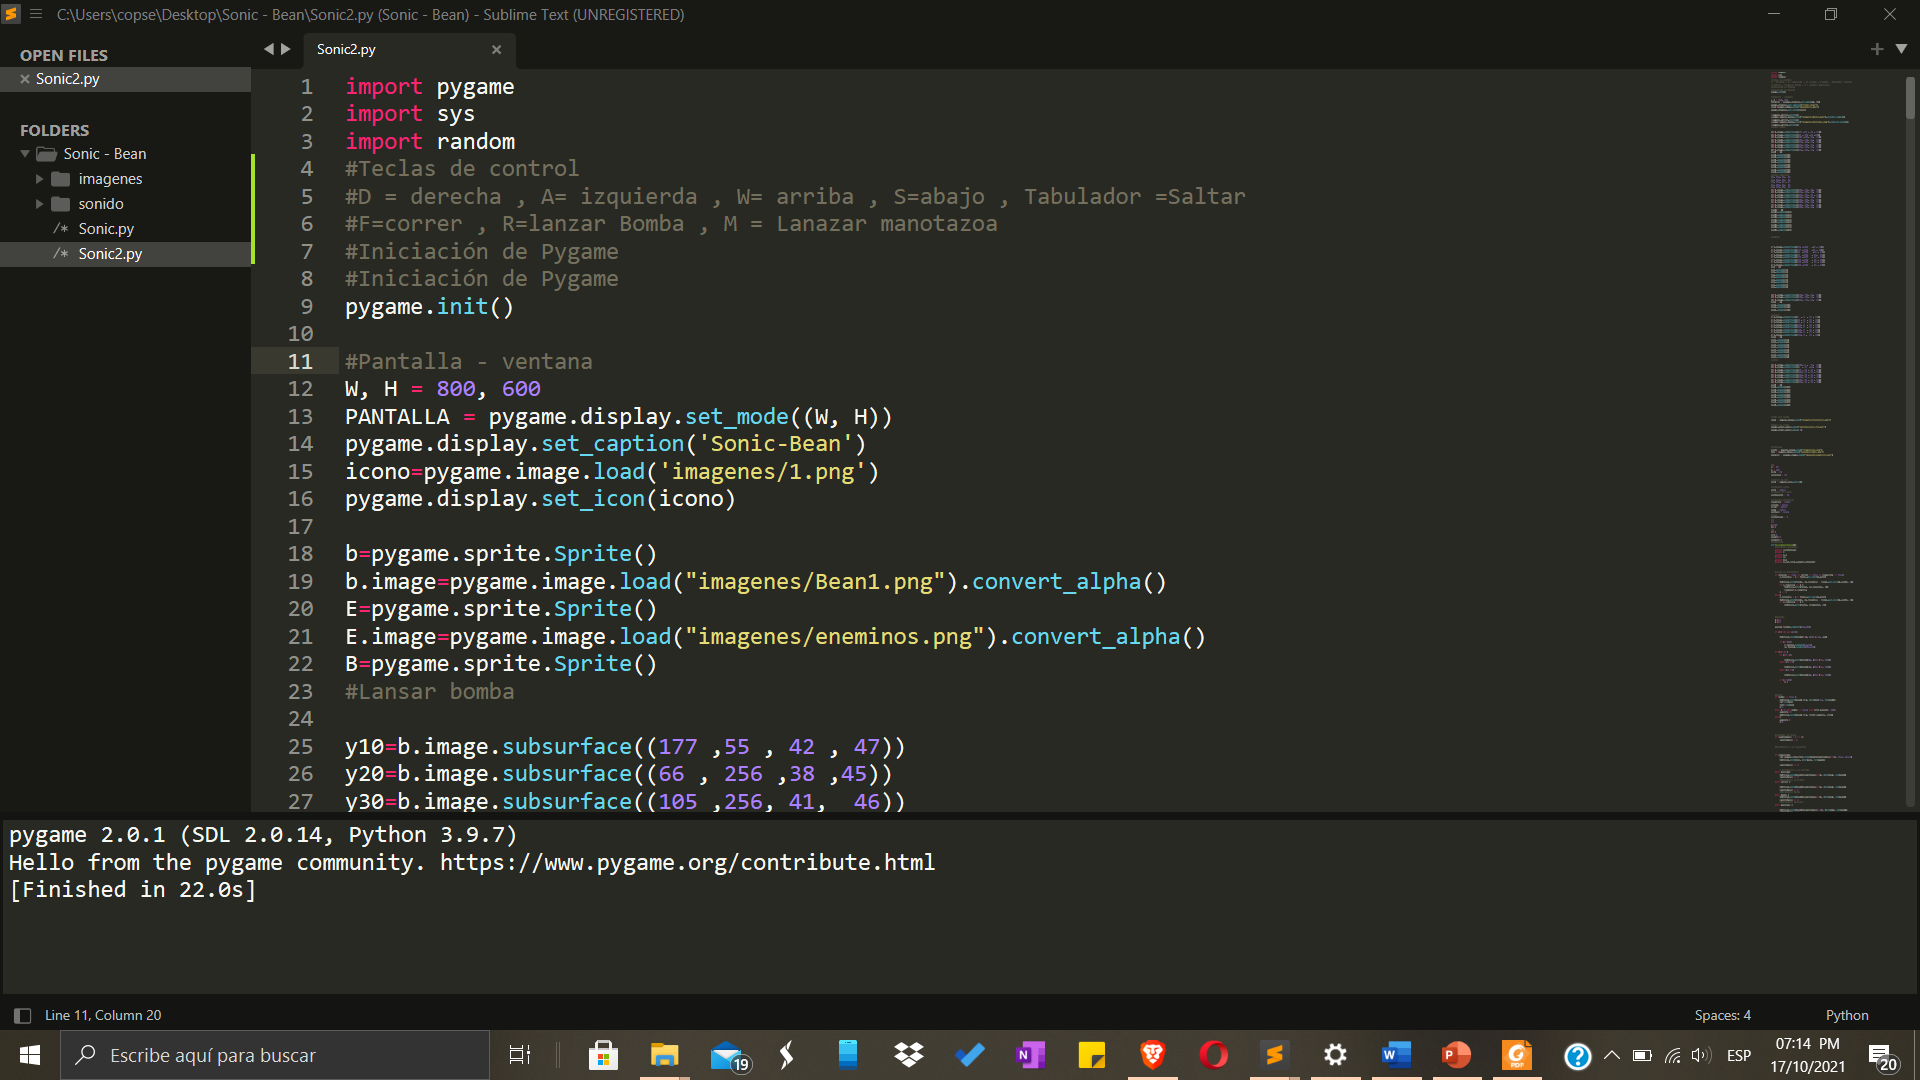 C:\Users\copse\Desktop\Sonic - Bean\Sonic2.py (Sonic - Bean) - Sublime Text (UNREGISTERED)
OPEN FILES
Sonic2.py
FOLDERS
Sonic - Bean
imagenes
sonido
/* Sonic.py
/* Sonic2.py
Sonic2.py
1 import pygame
2 import sys
3 import random
4 #Teclas de control
5 #D = derecha , A= izquierda , W= arriba , S=abajo , Tabulador =Saltar
6 #F=correr , R=lanzar Bomba , M = Lanazar manotazoa
7 #Iniciación de Pygame
8 #Iniciación de Pygame
9 pygame.init()
10
11 #Pantalla - ventana
12 W, H = 800, 600
13 PANTALLA = pygame.display.set_mode((W, H))
14 pygame.display.set_caption('Sonic-Bean')
15 icono=pygame.image.load('imagenes/1.png')
16 pygame.display.set_icon(icono)
17
18 b=pygame.sprite.Sprite()
19 b.image=pygame.image.load("imagenes/Bean1.png").convert_alpha()
20 E=pygame.sprite.Sprite()
21 E.image=pygame.image.load("imagenes/eneminos.png").convert_alpha()
22 B=pygame.sprite.Sprite()
23 #Lansar bomba
24
25 y10=b.image.subsurface((177 ,55 , 42 , 47))
26 y20=b.image.subsurface((66 , 256 ,38 ,45))
27 y30=b.image.subsurface((105 ,256, 41,  46))
pygame 2.0.1 (SDL 2.0.14, Python 3.9.7)
Hello from the pygame community. https://www.pygame.org/contribute.html
[Finished in 22.0s]
Line 11, Column 20
Spaces: 4
Python
Escribe aquí para buscar
19
ESP
07:14 PM
17/10/2021
20